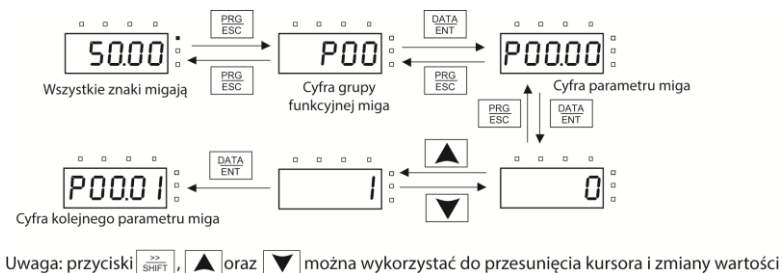 PRG
ESC
DATA
ENT
50.00
P00
P00.00
PRG
ESC
PRG
ESC
Wszystkie znaki migają
Cyfra grupy
funkcyjnej miga
Cyfra parametru miga
PRG
ESC
DATA
ENT
DATA
ENT
P00.01
1
0
Cyfra kolejnego parametru miga
Uwaga: przyciski >> SHIFT , ▲ oraz ▼ można wykorzystać do przesunięcia kursora i zmiany wartości